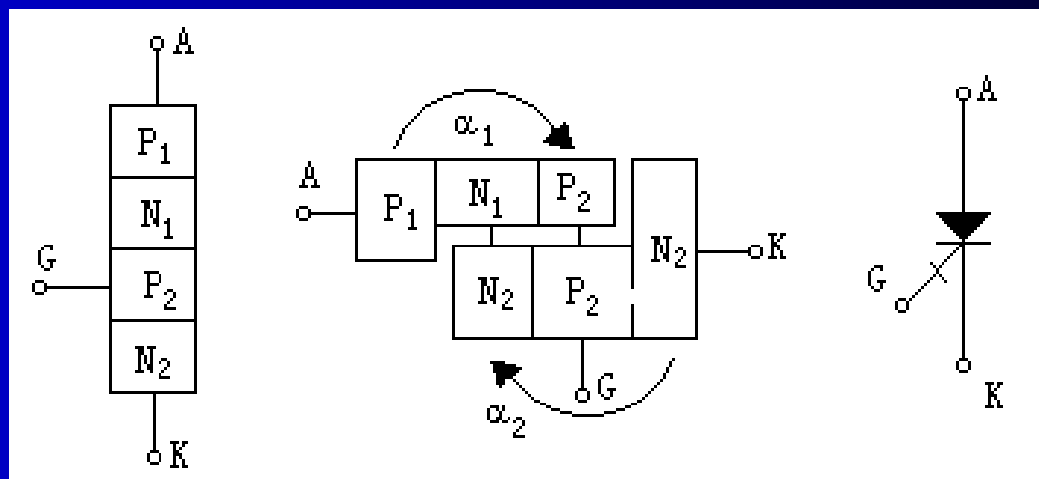 A
P₁
N₁
G
P₂
N₂
K
α₁
A
P₁
N₁
P₂
N₂
P₂
N₂
K
G
α₂
A
G
K